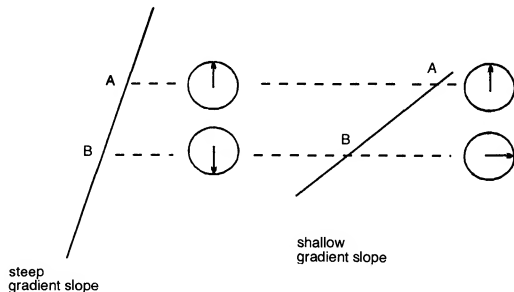 A
A
B
B
steep
gradient slope
shallow
gradient slope